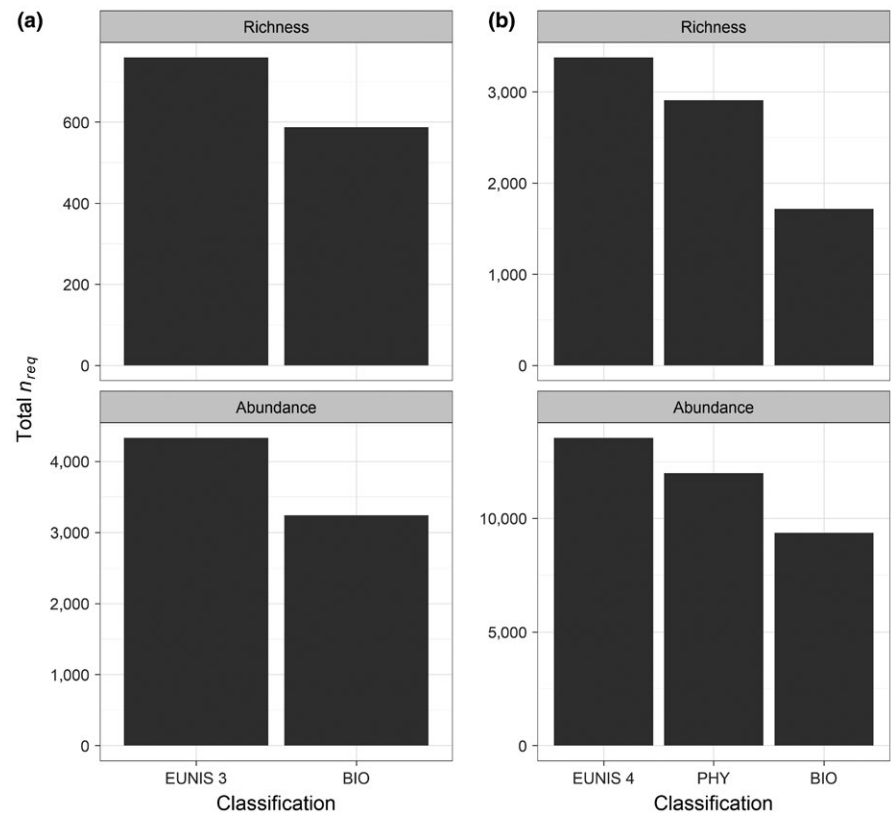 (a)
Richness
600
400
200
0
Abundance
4,000
3,000
2,000
1,000
0
EUNIS 3 BIO
Classification
Total n_req
(b)
Richness
3,000
2,000
1,000
0
Abundance
10,000
5,000
0
EUNIS 4 PHY BIO
Classification